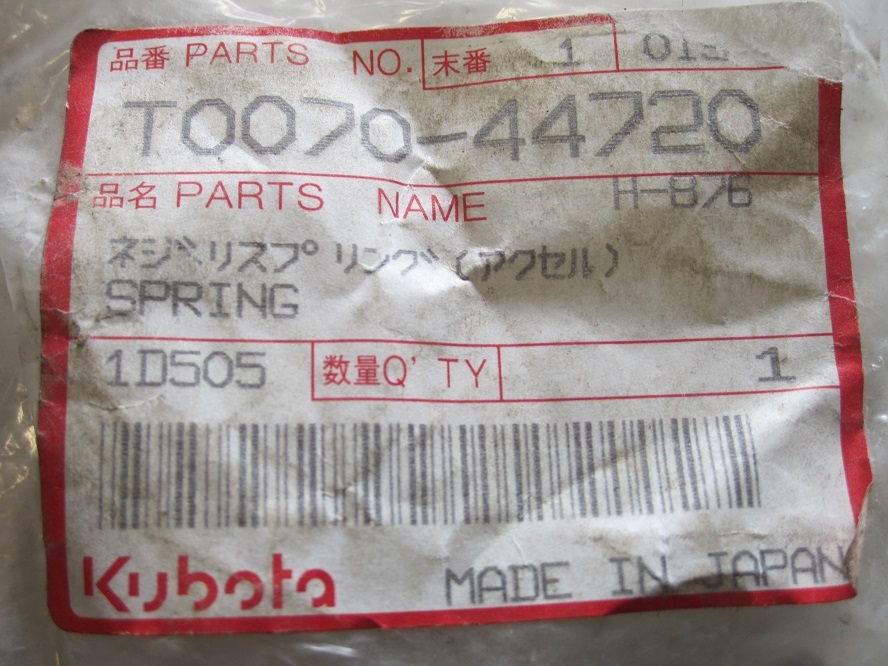 品番 PARTS NO. 末番 1
T0070-44720
品名 PARTS NAME H-876
ネジリスプリング(アクセル)
SPRING
1D505 数量Q'TY 1
Kubota MADE IN JAPAN